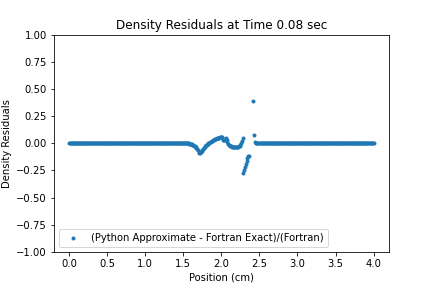 Density Residuals at Time 0.08 sec
1.00
0.75
0.50
0.25
0.00
−0.25
−0.50
−0.75
−1.00
Density Residuals
(Python Approximate - Fortran Exact)/(Fortran)
0.0 0.5 1.0 1.5 2.0 2.5 3.0 3.5 4.0
Position (cm)